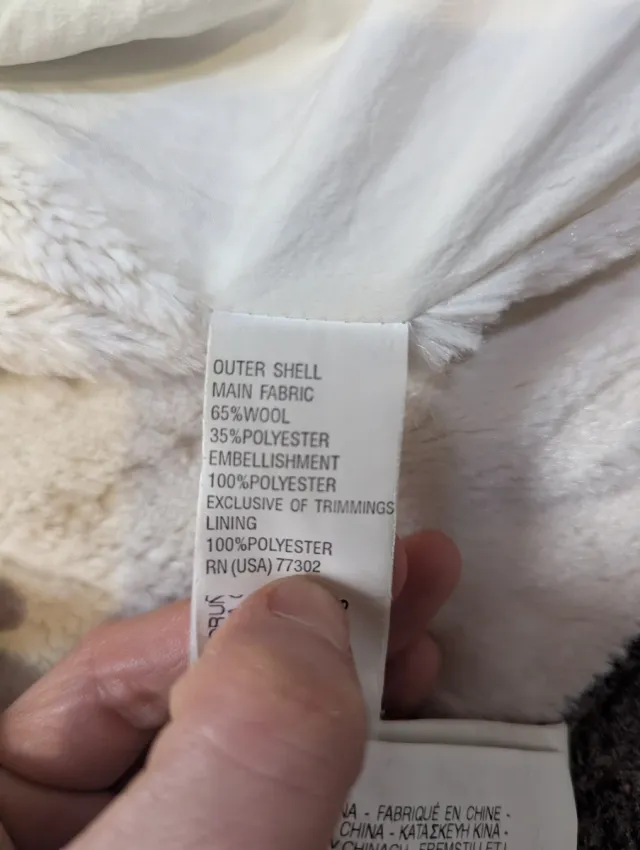 OUTER SHELL
MAIN FABRIC
65%WOOL
35%POLYESTER
EMBELLISHMENT
100%POLYESTER
EXCLUSIVE OF TRIMMINGS
LINING
100%POLYESTER
RN (USA) 77302
- FABRIQUÉ EN CHINE -
CHINA - ΚΑΤΑΣΚΕΥΗ ΚΙΝΑ -